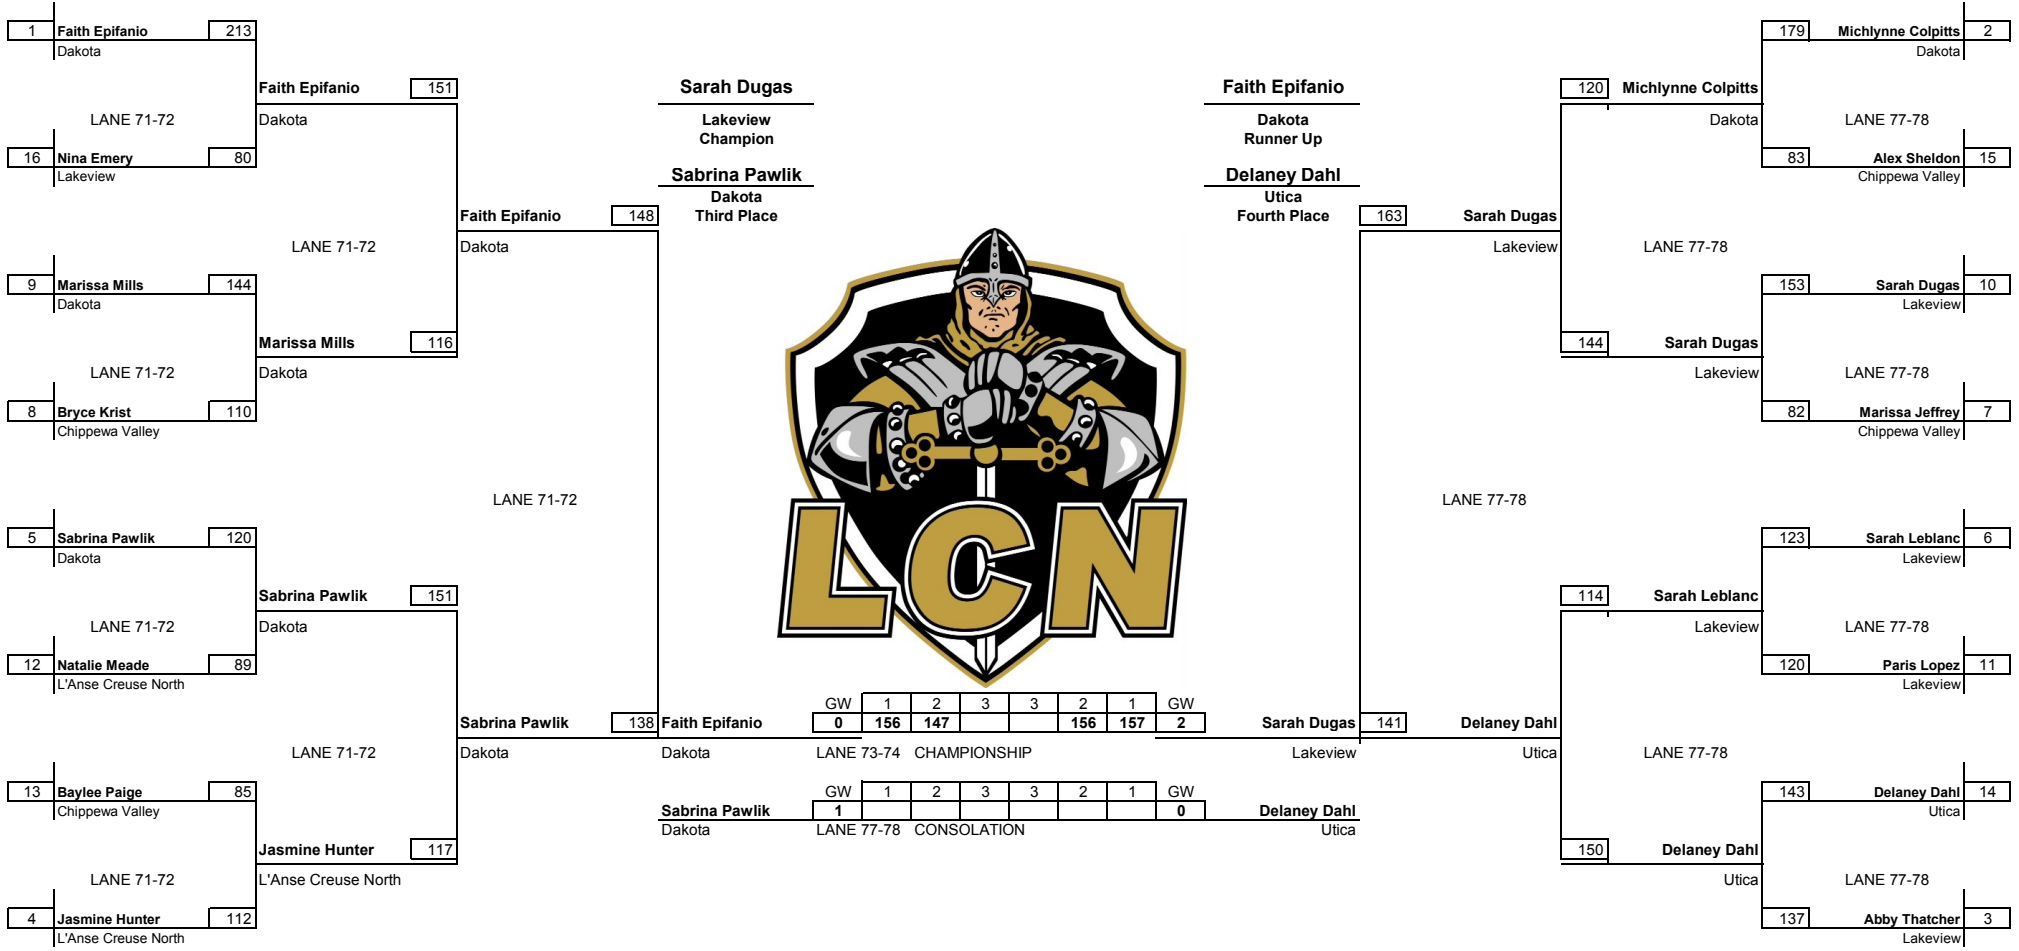 1 Faith Epifanio 213
Dakota
LANE 71-72
16 Nina Emery 80
Lakeview
9 Marissa Mills 144
Dakota
LANE 71-72
8 Bryce Krist 110
Chippewa Valley
5 Sabrina Pawlik 120
Dakota
LANE 71-72
12 Natalie Meade 89
L'Anse Creuse North
13 Baylee Paige 85
Chippewa Valley
LANE 71-72
4 Jasmine Hunter 112
L'Anse Creuse North
Faith Epifanio 151
Dakota
LANE 71-72
Marissa Mills 116
Dakota
Sabrina Pawlik 151
Dakota
LANE 71-72
Jasmine Hunter 117
L'Anse Creuse North
Faith Epifanio 148
Dakota
LANE 71-72
Sabrina Pawlik 138
Dakota
Sarah Dugas
Lakeview
Champion
Sabrina Pawlik
Dakota
Third Place
Faith Epifanio
Dakota
Runner Up
Delaney Dahl
Utica
Fourth Place
LCN
GW 1 2 3 3 2 1 GW
Faith Epifanio 0 156 147 156 157 2 Sarah Dugas
Dakota LANE 73-74 CHAMPIONSHIP Lakeview
GW 1 2 3 3 2 1 GW
Sabrina Pawlik 1 0 Delaney Dahl
Dakota LANE 77-78 CONSOLATION Utica
163 Sarah Dugas
Lakeview
LANE 77-78
141 Delaney Dahl
Utica
120 Michlynne Colpitts
Dakota
LANE 77-78
144 Sarah Dugas
Lakeview
114 Sarah Leblanc
Lakeview
LANE 77-78
150 Delaney Dahl
Utica
179 Michlynne Colpitts 2
Dakota
LANE 77-78
83 Alex Sheldon 15
Chippewa Valley
153 Sarah Dugas 10
Lakeview
LANE 77-78
82 Marissa Jeffrey 7
Chippewa Valley
123 Sarah Leblanc 6
Lakeview
LANE 77-78
120 Paris Lopez 11
Lakeview
143 Delaney Dahl 14
Utica
LANE 77-78
137 Abby Thatcher 3
Lakeview